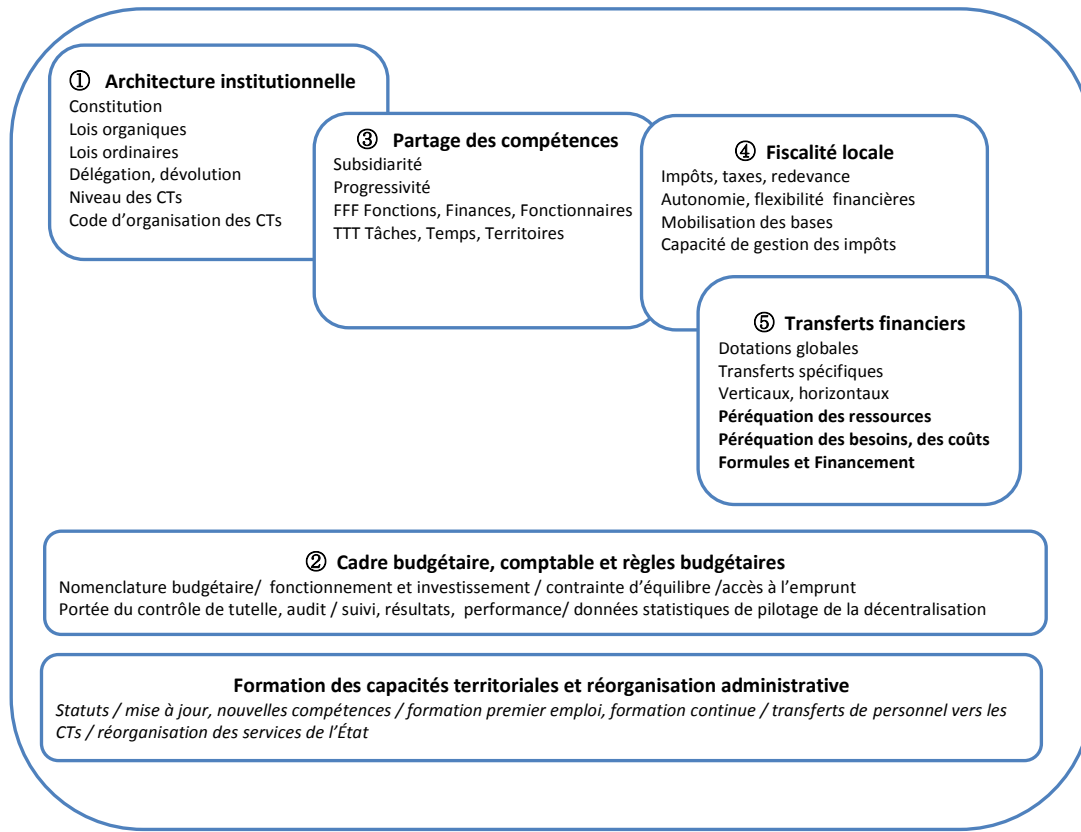 ① Architecture institutionnelle
Constitution
Lois organiques
Lois ordinaires
Délégation, dévolution
Niveau des CTs
Code d’organisation des CTs
③ Partage des compétences
Subsidiarité
Progressivité
FFF Fonctions, Finances, Fonctionnaires
TTT Tâches, Temps, Territoires
④ Fiscalité locale
Impôts, taxes, redevance
Autonomie, flexibilité financières
Mobilisation des bases
Capacité de gestion des impôts
⑤ Transferts financiers
Dotations globales
Transferts spécifiques
Verticaux, horizontaux
Péréquation des ressources
Péréquation des besoins, des coûts
Formules et Financement
② Cadre budgétaire, comptable et règles budgétaires
Nomenclature budgétaire/ fonctionnement et investissement / contrainte d’équilibre /accès à l’emprunt
Portée du contrôle de tutelle, audit / suivi, résultats, performance/ données statistiques de pilotage de la décentralisation
Formation des capacités territoriales et réorganisation administrative
Statuts / mise à jour, nouvelles compétences / formation premier emploi, formation continue / transferts de personnel vers les
CTs / réorganisation des services de l’État